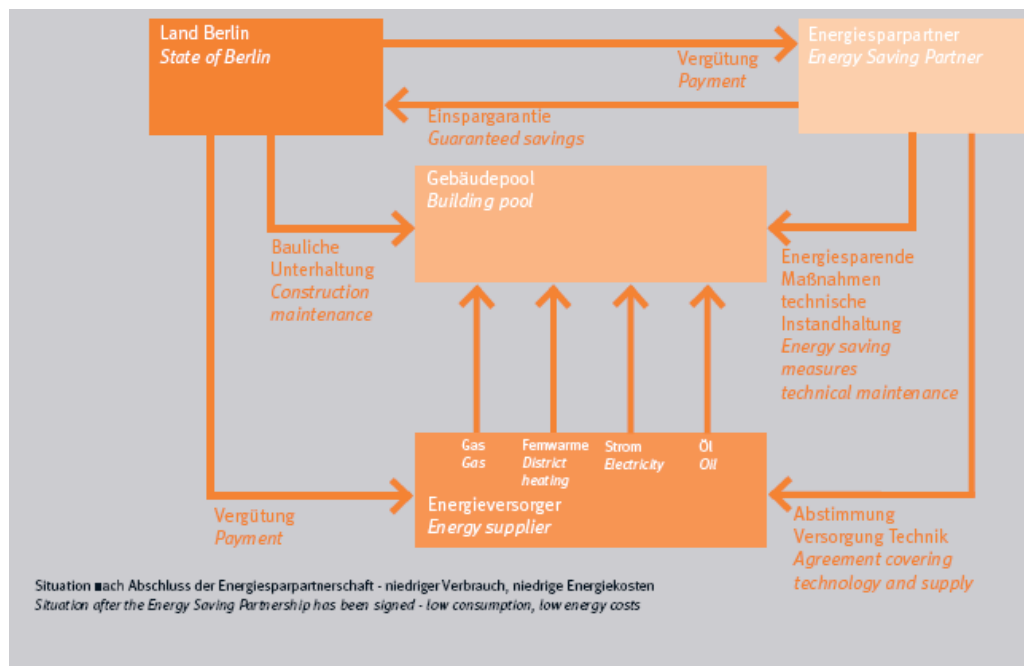 Land Berlin
State of Berlin
Energiesparpartner
Energy Saving Partner
Vergütung
Payment
Einspargarantie
Guaranteed savings
Gebäudepool
Building pool
Bauliche
Unterhaltung
Construction
maintenance
Energiesparende
Maßnahmen
technische
Instandhaltung
Energy saving
measures
technical maintenance
Gas
Gas
Fernwarme
District
heating
Strom
Electricity
Öl
Oil
Energieversorger
Energy supplier
Vergütung
Payment
Abstimmung
Versorgung Technik
Agreement covering
technology and supply
Situation nach Abschluss der Energiesparpartnerschaft - niedriger Verbrauch, niedrige Energiekosten
Situation after the Energy Saving Partnership has been signed - low consumption, low energy costs